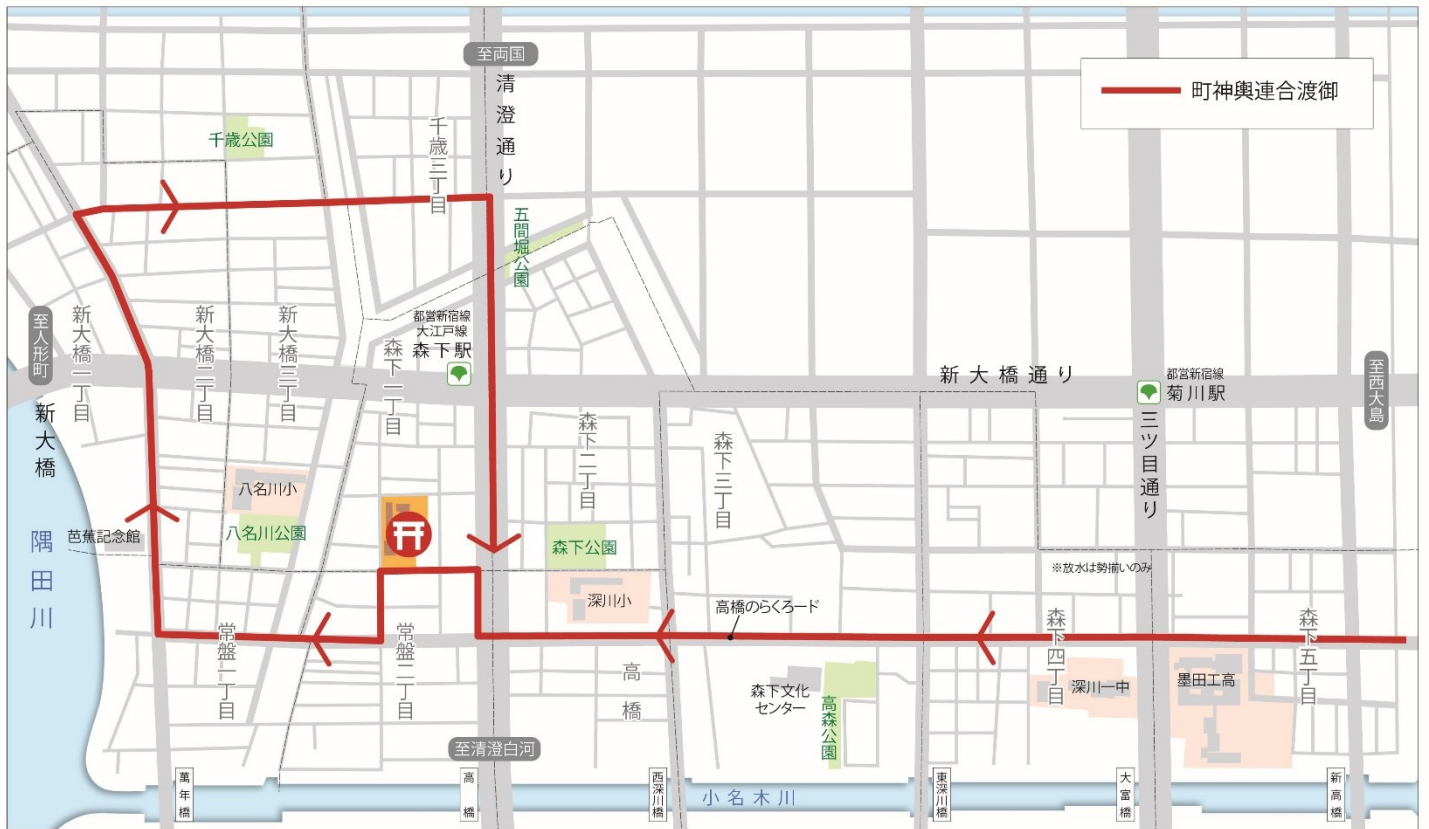 至両国
清澄通り
町神輿連合渡御
千歳公園
千歳三丁目
五間堀公園
至人形町
新大橋一丁目
新大橋二丁目
新大橋三丁目
森下一丁目
都営新宿線
大江戸線
森下駅
新大橋通り
都営新宿線
菊川駅
至西大島
新大橋
森下二丁目
森下三丁目
三ツ目通り
八名川小
八名川公園
芭蕉記念館
隅田川
森下公園
深川小
※放水は勢揃いのみ
高橋のらくろード
常盤一丁目
常盤二丁目
高橋
森下四丁目
森下五丁目
森下文化
センター
高森公園
深川一中
墨田工高
至清澄白河
萬年橋
高橋
西深川橋
小名木川
東深川橋
大富橋
新高橋